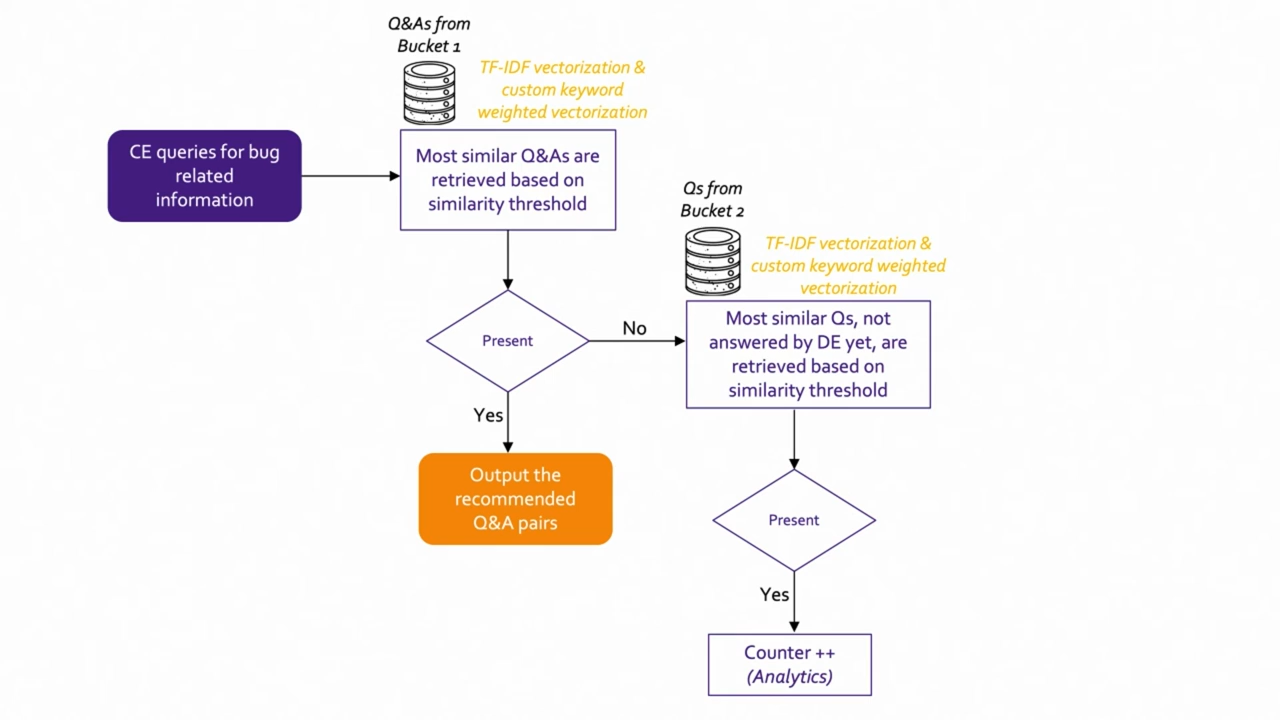 Q&As from
Bucket 1
TF-IDF vectorization &
custom keyword
weighted vectorization
CE queries for bug
related
information
Most similar Q&As are
retrieved based on
similarity threshold
Qs from
Bucket 2
TF-IDF vectorization &
custom keyword weighted
vectorization
Present
No
Most similar Qs, not
answered by DE yet, are
retrieved based on
similarity threshold
Yes
Output the
recommended
Q&A pairs
Present
Yes
Counter ++
(Analytics)